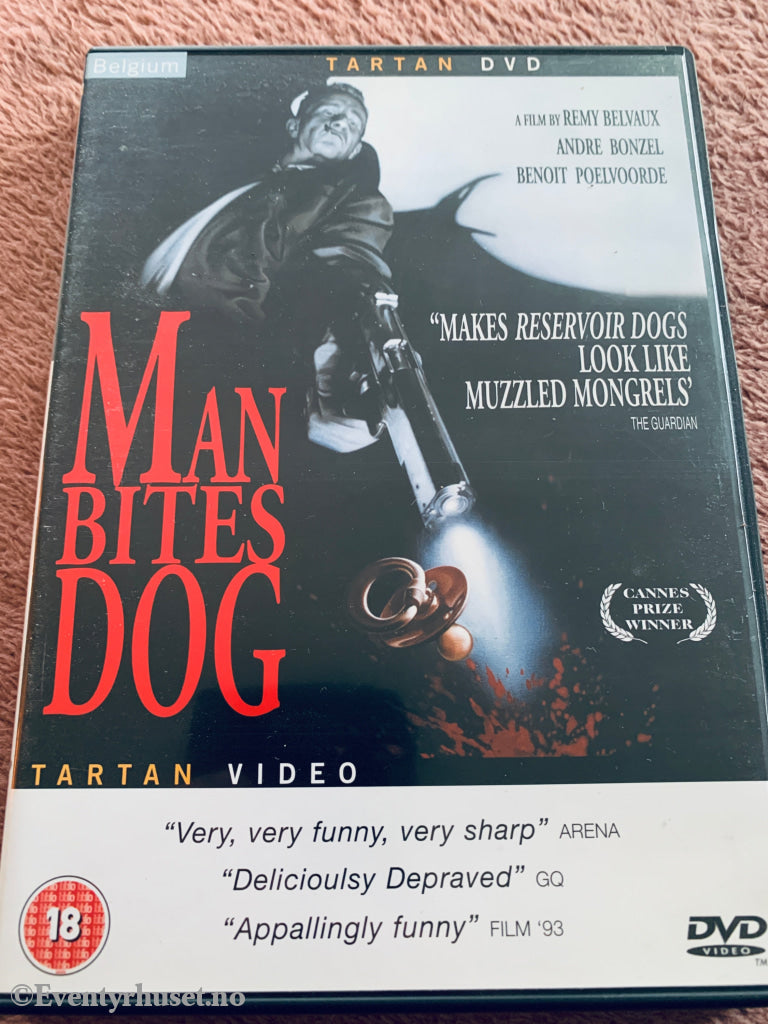 Belgium
TARTAN DVD
A FILM BY REMY BELVAUX
ANDRE BONZEL
BENOIT POELVOORDE
"MAKES RESERVOIR DOGS
LOOK LIKE
MUZZLED MONGRELS'
THE GUARDIAN
MAN
BITES
DOG
CANNES
PRIZE
WINNER
TARTAN VIDEO
"Very, very funny, very sharp" ARENA
"Delicioulsy Depraved" GQ
"Appallingly funny" FILM '93
18
DVD
VIDEO
TM
©Eventyrhuset.no